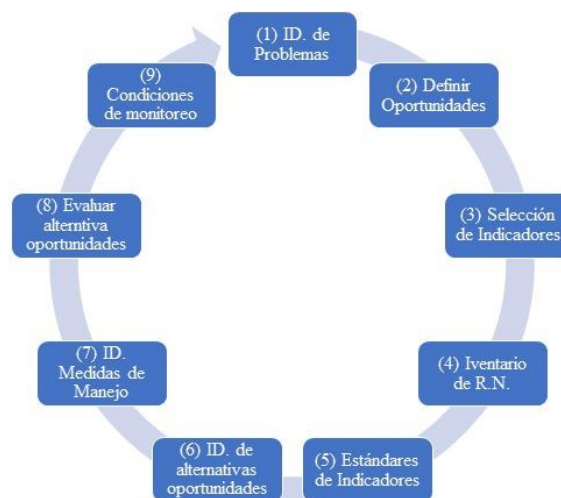 (1) ID. de
Problemas
(2) Definir
Oportunidades
(3) Selección
de Indicadores
(4) Iventario
de R.N.
(5) Estándares
de Indicadores
(6) ID. de
alternativas
oportunidades
(7) ID.
Medidas de
Manejo
(8) Evaluar
alterntiva
oportunidades
(9)
Condiciones
de monitoreo